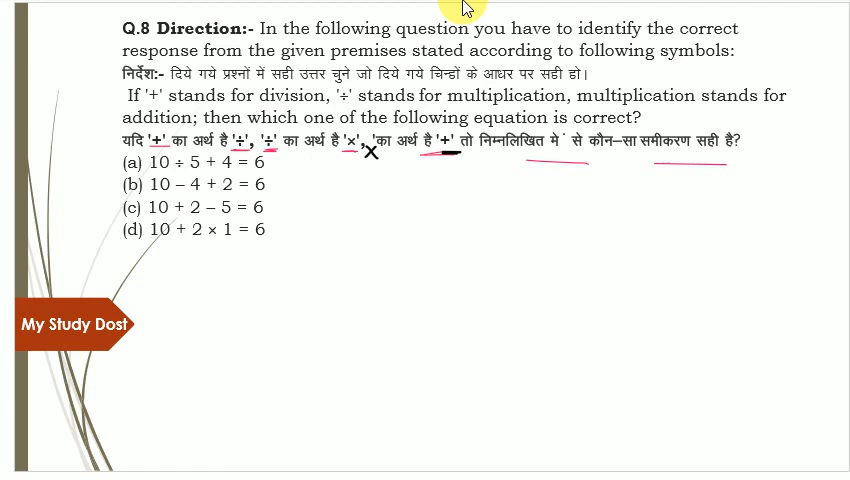 Q.8 Direction:- In the following question you have to identify the correct
response from the given premises stated according to following symbols:
निर्देश:- दिये गये प्रश्नों में सही उत्तर चुने जो दिये गये चिन्हों के आधर पर सही हो।
If '+' stands for division, '÷' stands for multiplication, multiplication stands for
addition; then which one of the following equation is correct?
यदि '+' का अर्थ है '÷', '÷' का अर्थ है '×', 'का अर्थ है '+' तो निम्नलिखित मे ं से कौन–सा समीकरण सही है?
X
(a) 10 ÷ 5 + 4 = 6
(b) 10 – 4 + 2 = 6
(c) 10 + 2 – 5 = 6
(d) 10 + 2 × 1 = 6
My Study Dost